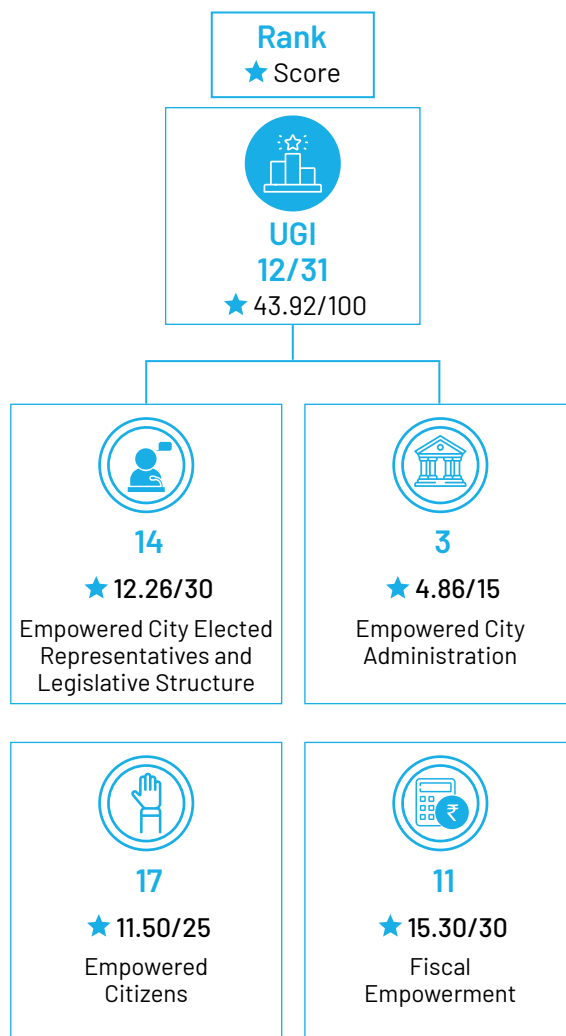 Rank
Score
UGI
12/31
43.92/100
14
12.26/30
Empowered City Elected
Representatives and
Legislative Structure
3
4.86/15
Empowered City
Administration
17
11.50/25
Empowered
Citizens
₹
11
15.30/30
Fiscal
Empowerment